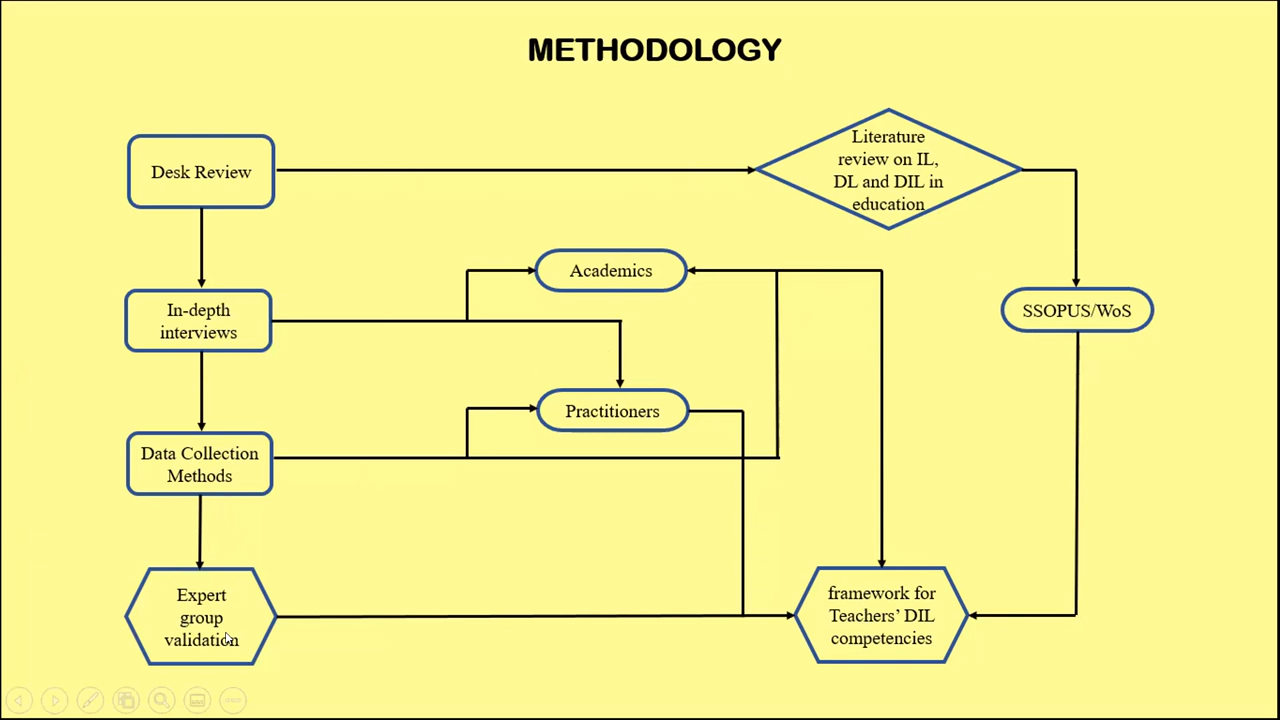 METHODOLOGY
Desk Review
Literature
review on IL,
DL and DIL in
education
Academics
In-depth
interviews
SSOPUS/WoS
Practitioners
Data Collection
Methods
Expert
group
validation
framework for
Teachers’ DIL
competencies